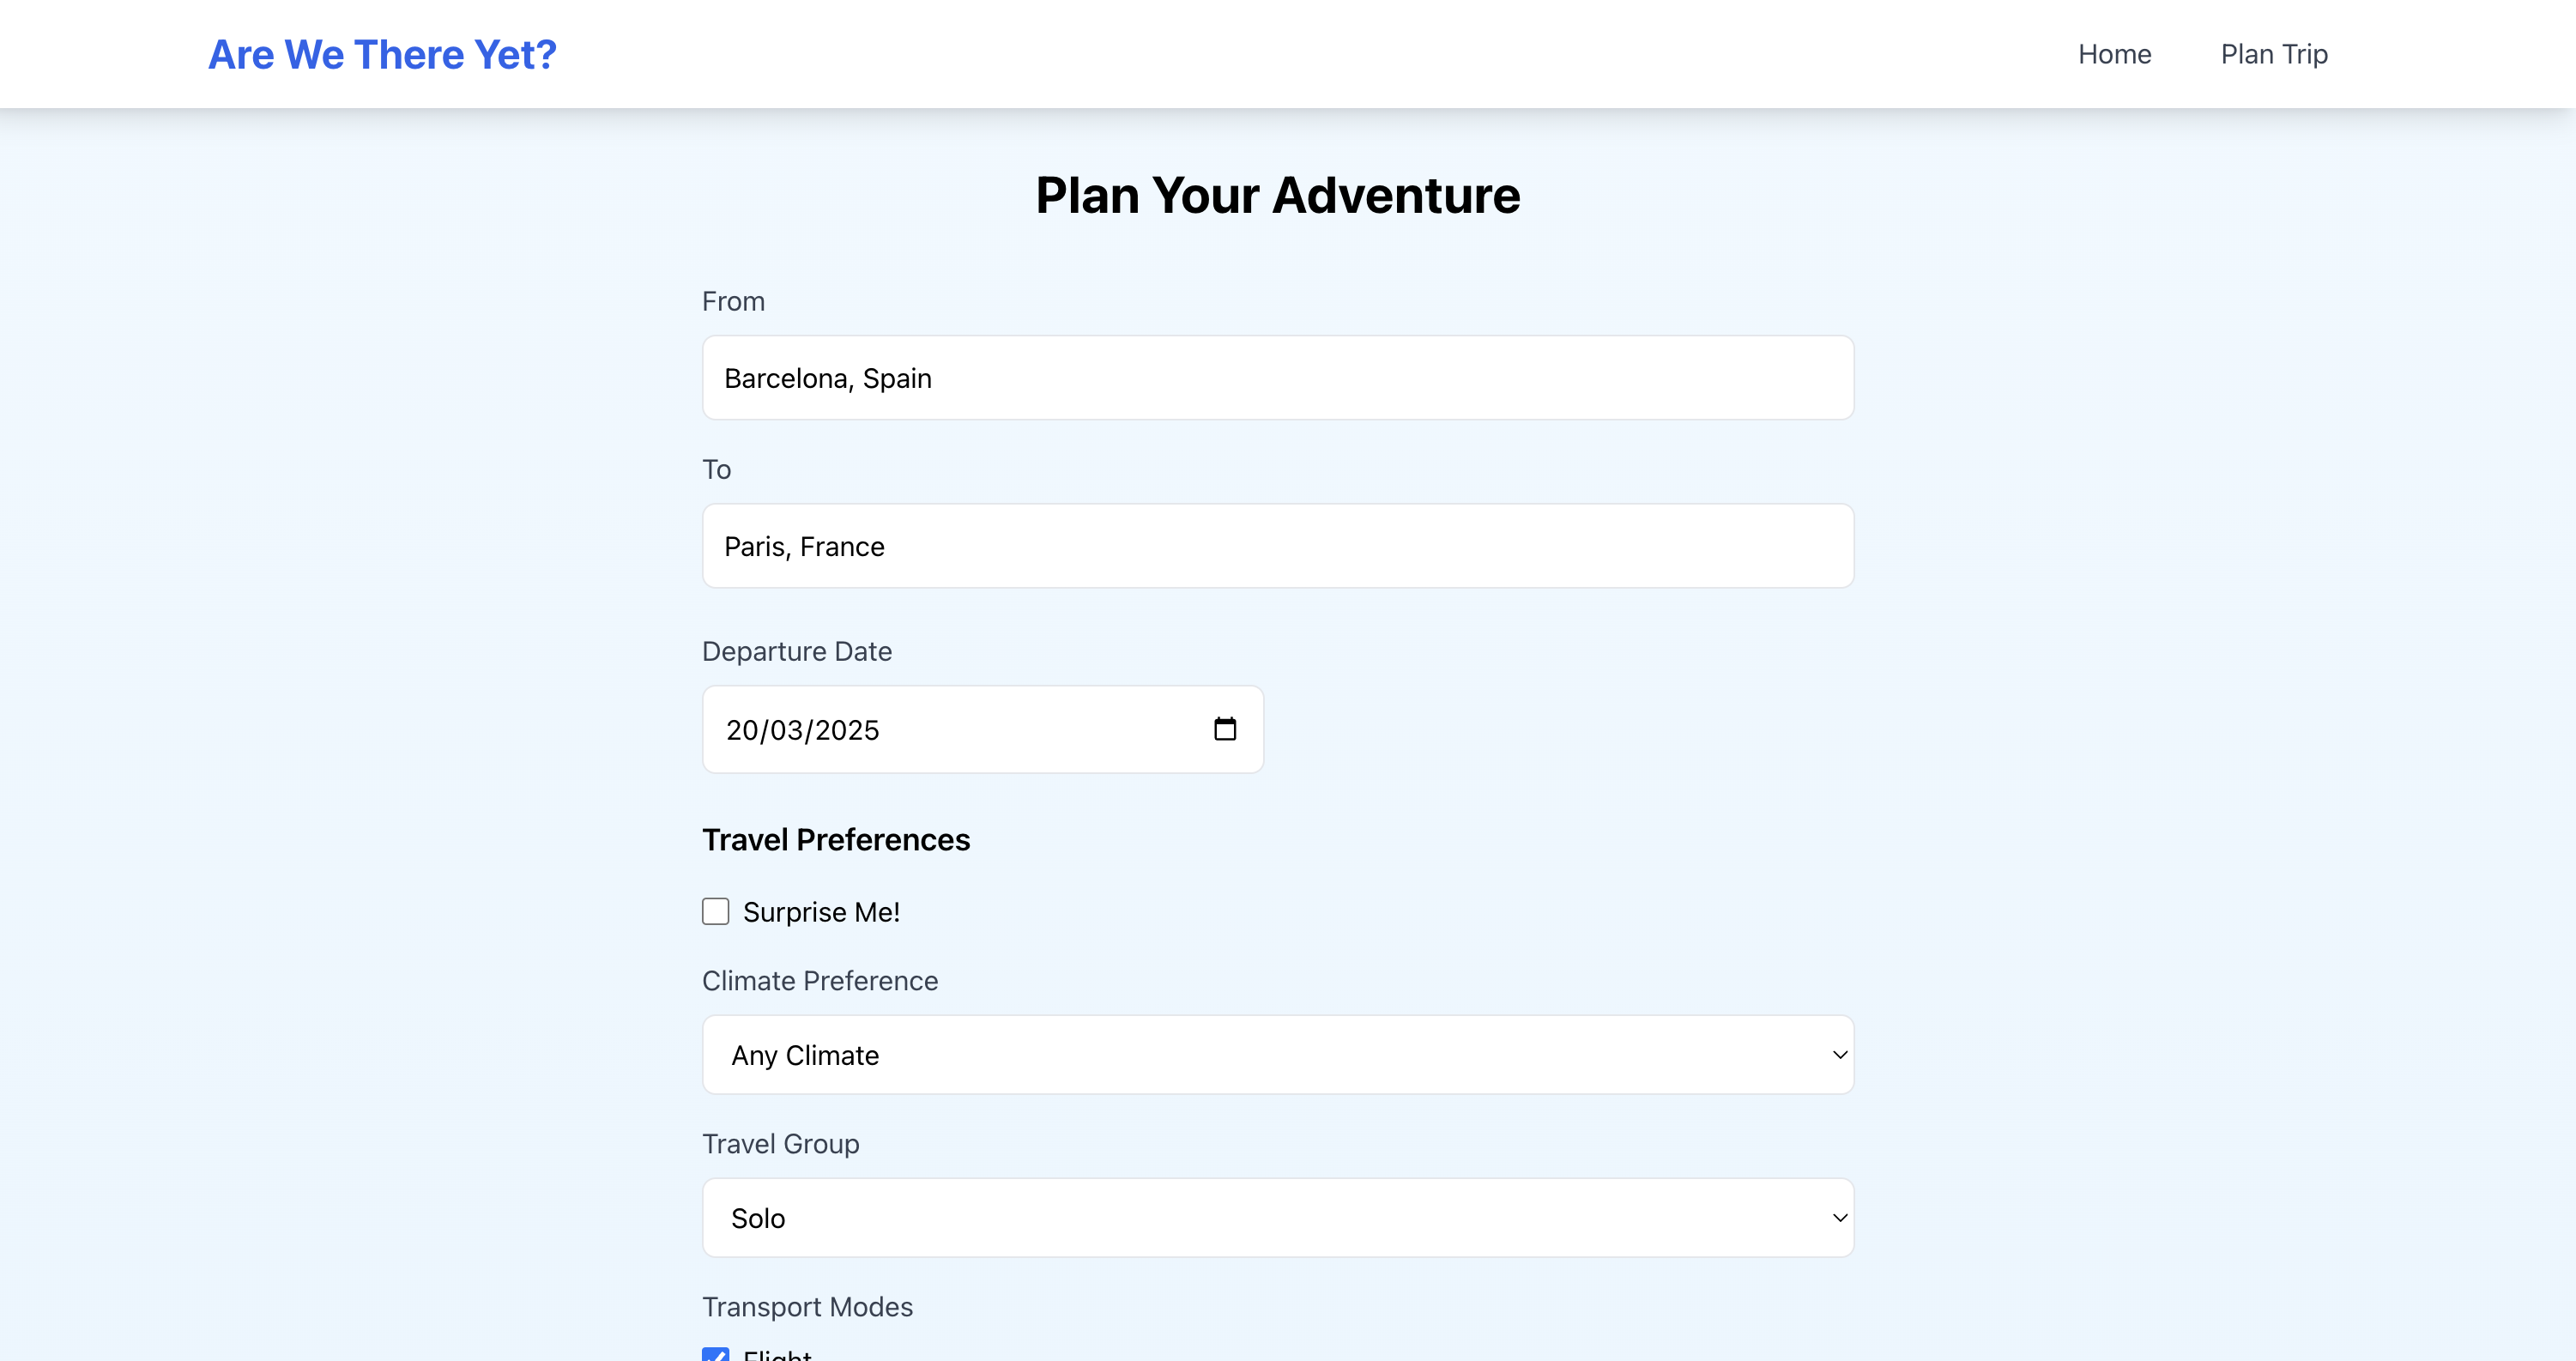 Are We There Yet?
Home
Plan Trip
Plan Your Adventure
From
Barcelona, Spain
To
Paris, France
Departure Date
20/03/2025
Travel Preferences
Surprise Me!
Climate Preference
Any Climate
Travel Group
Solo
Transport Modes
Flight